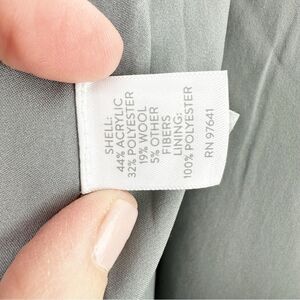 SHELL:
44% ACRYLIC
32% POLYESTER
19% WOOL
5% OTHER
FIBERS
LINING:
100% POLYESTER
RN 97641